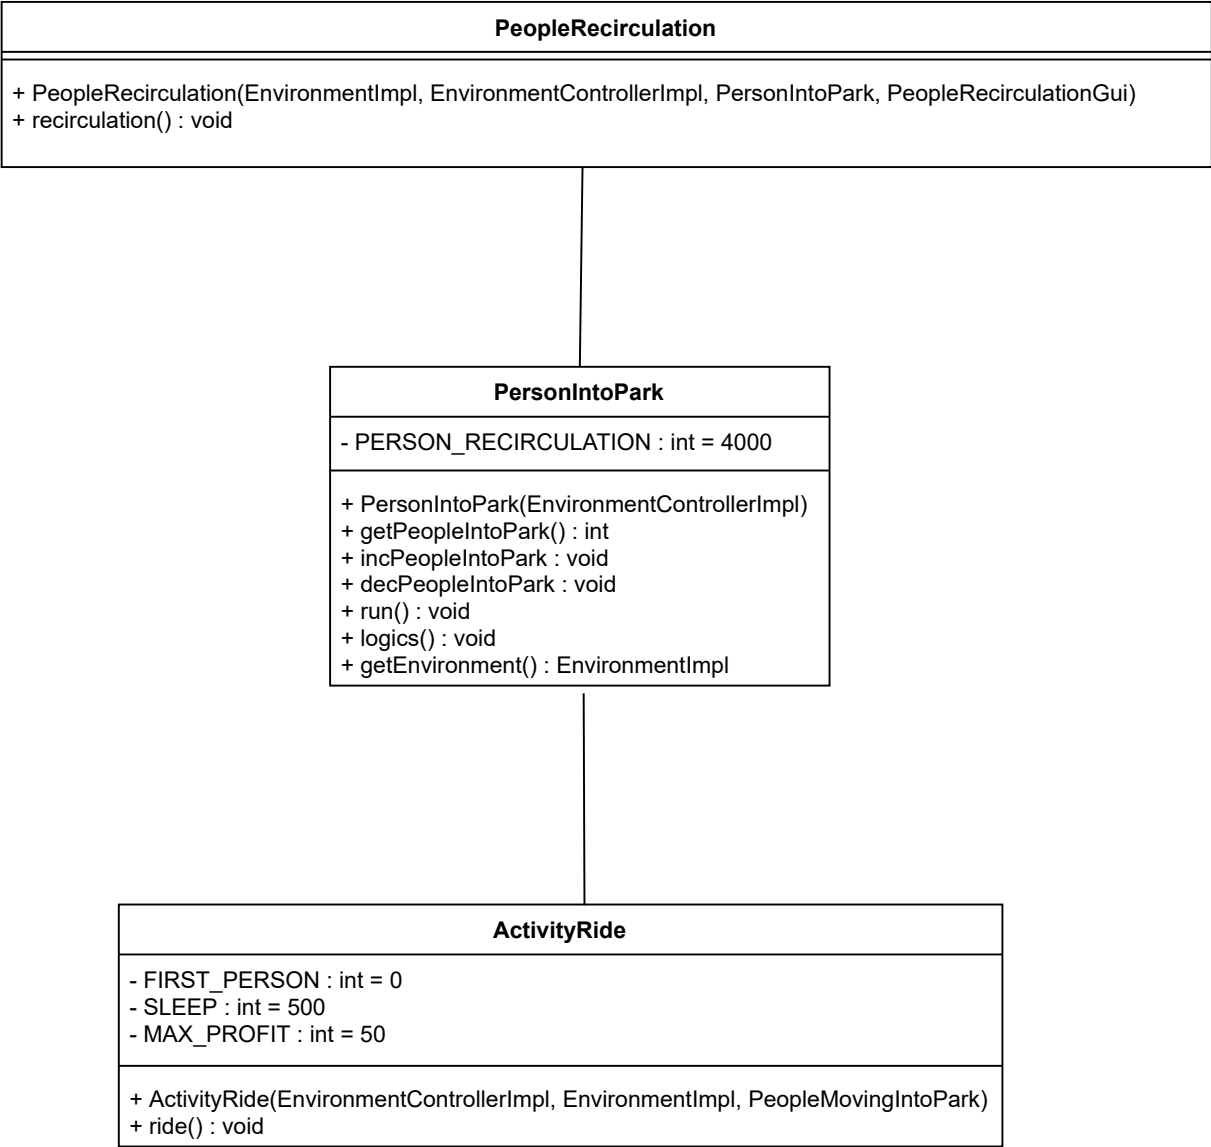 PeopleRecirculation
+ PeopleRecirculation(EnvironmentImpl, EnvironmentControllerImpl, PersonIntoPark, PeopleRecirculationGui)
+ recirculation() : void
PersonIntoPark
- PERSON_RECIRCULATION : int = 4000
+ PersonIntoPark(EnvironmentControllerImpl)
+ getPeopleIntoPark() : int
+ incPeopleIntoPark : void
+ decPeopleIntoPark : void
+ run() : void
+ logics() : void
+ getEnvironment() : EnvironmentImpl
ActivityRide
- FIRST_PERSON : int = 0
- SLEEP : int = 500
- MAX_PROFIT : int = 50
+ ActivityRide(EnvironmentControllerImpl, EnvironmentImpl, PeopleMovingIntoPark)
+ ride() : void